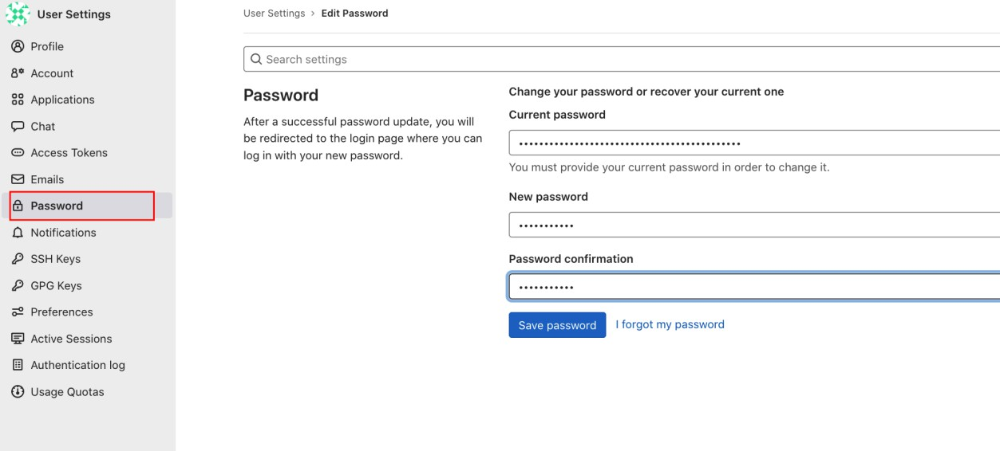 User Settings
Profile
Account
Applications
Chat
Access Tokens
Emails
Password
Notifications
SSH Keys
GPG Keys
Preferences
Active Sessions
Authentication log
Usage Quotas
User Settings › Edit Password
Search settings
Password
After a successful password update, you will
be redirected to the login page where you can
log in with your new password.
Change your password or recover your current one
Current password
••••••••••••••••••••••••••••••••••••••••••••
You must provide your current password in order to change it.
New password
•••••••••••
Password confirmation
•••••••••••
Save password I forgot my password